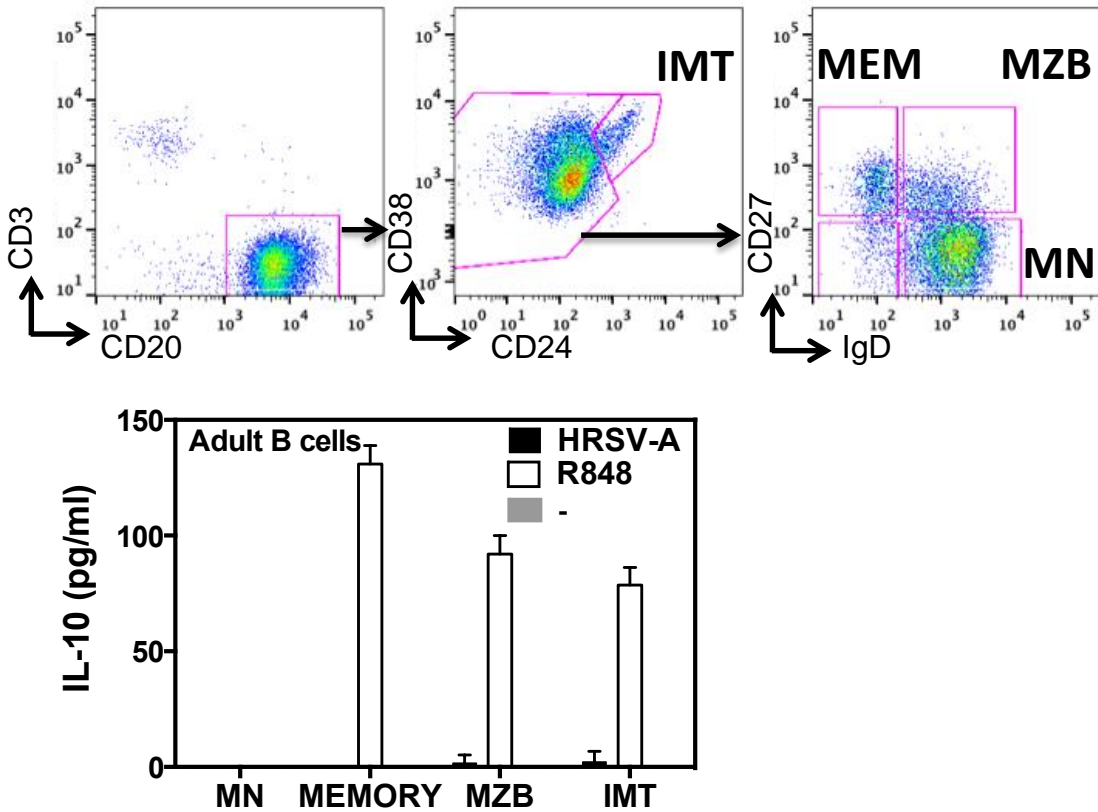 IMT
MEM MZB
MN
CD3
10^5
10^4
10^3
10^2
10^1
10^1 10^2 10^3 10^4 10^5
CD20
CD38
10^5
10^4
10^3
10^3
10^0 10^1 10^2 10^3 10^4
CD24
CD27
10^5
10^4
10^3
10^2
10^1
10^1 10^2 10^3 10^4 10^5
IgD
Adult B cells
HRSV-A
R848
-
IL-10 (pg/ml)
150
100
50
0
MN MEMORY MZB IMT